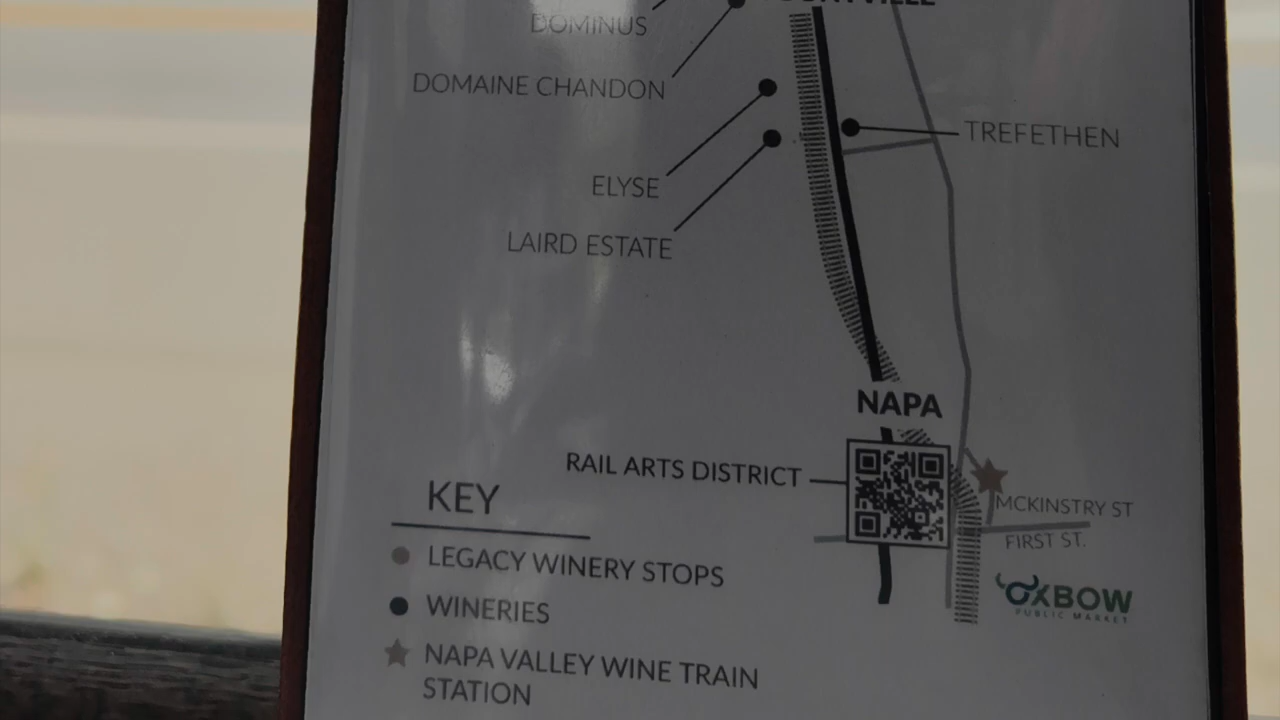 DOMINUS
DOMAINE CHANDON
TREFETHEN
ELYSE
LAIRD ESTATE
NAPA
RAIL ARTS DISTRICT
MCKINSTRY ST
FIRST ST.
OXBOW
PUBLIC MARKET
KEY
LEGACY WINERY STOPS
WINERIES
NAPA VALLEY WINE TRAIN
STATION